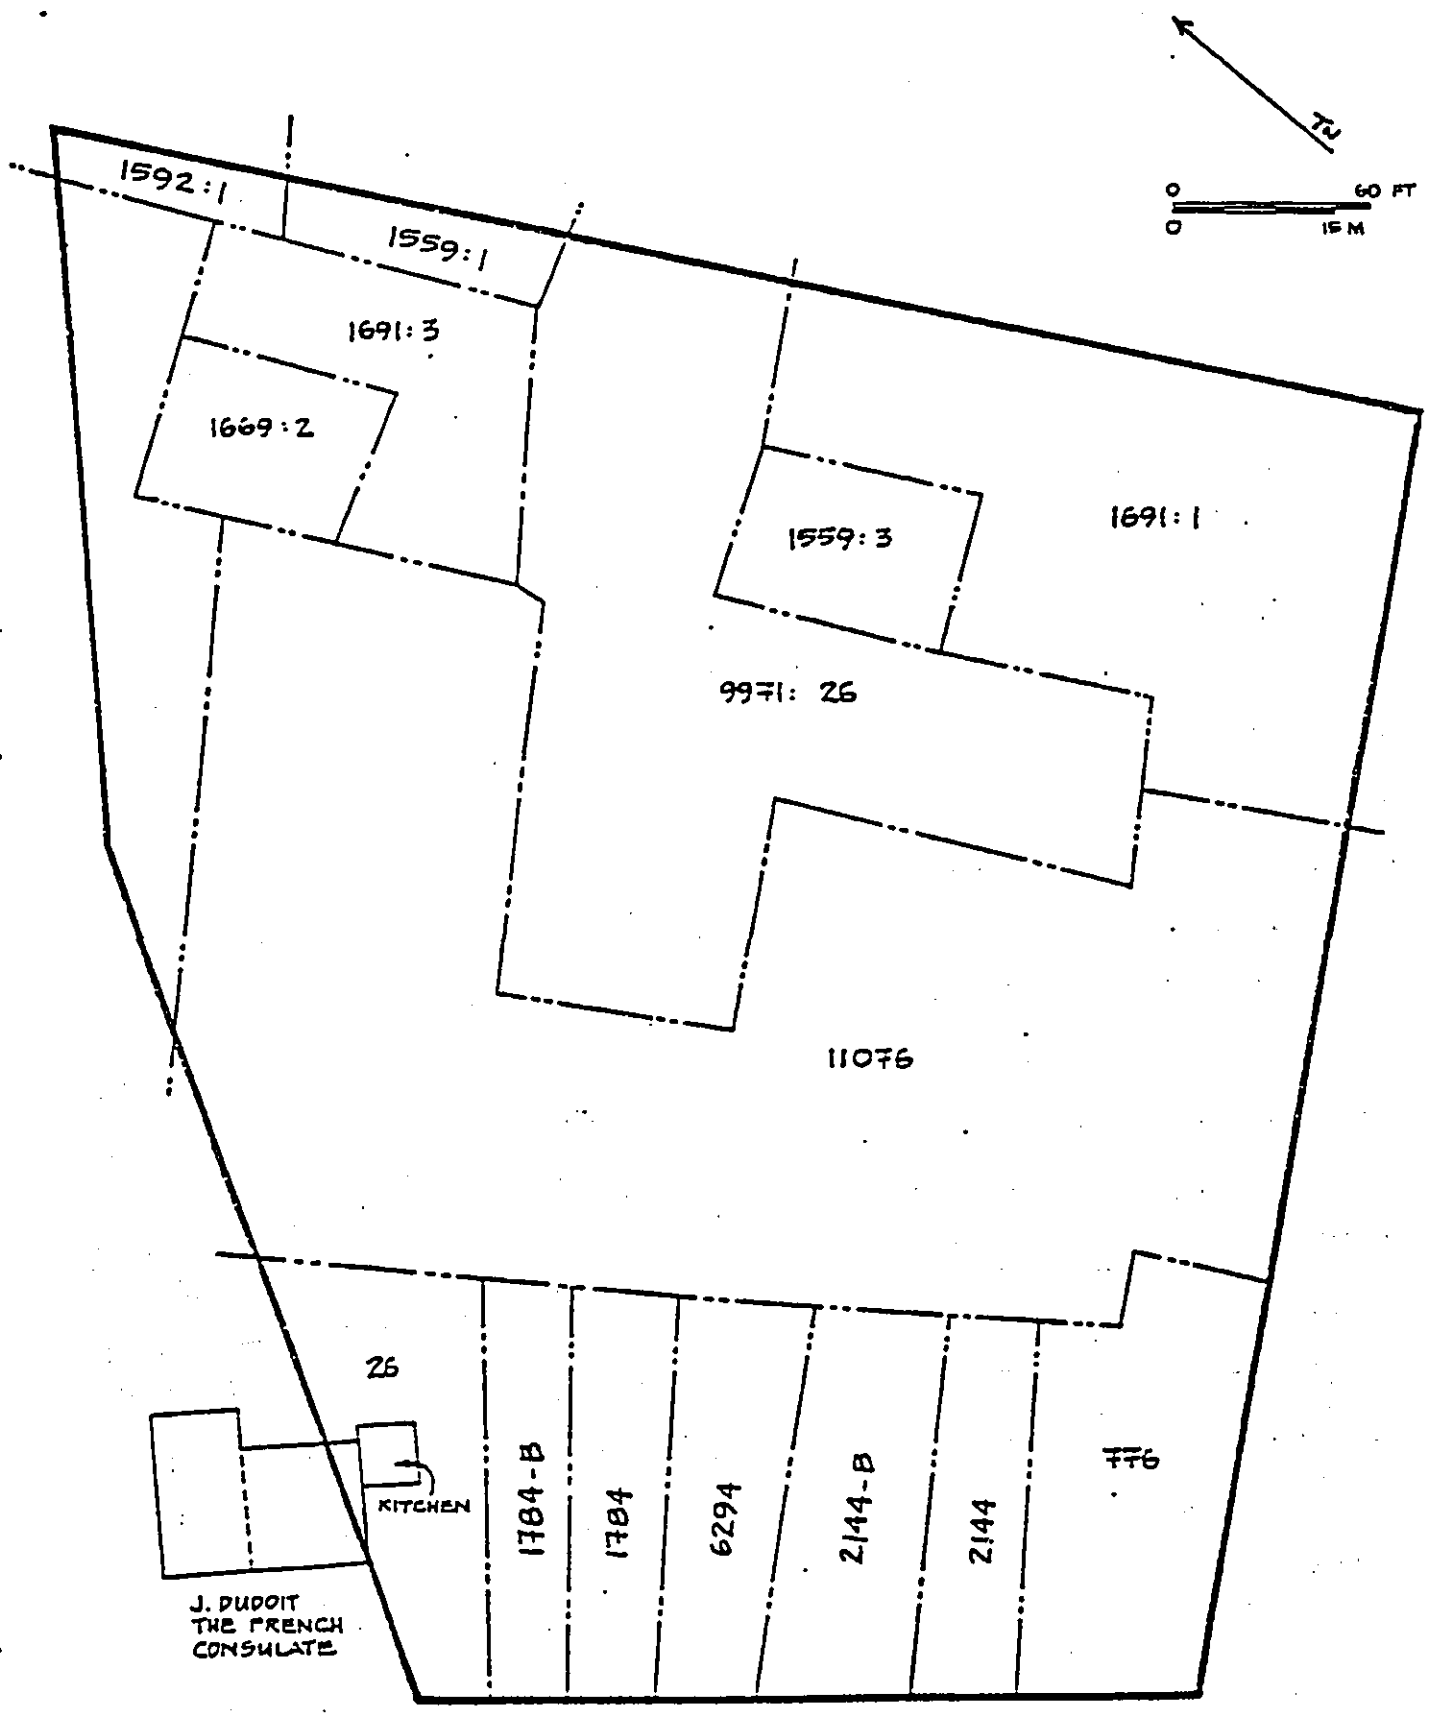 TN
0 60 FT
0 15 M
1592:1
1559:1
1691:3
1669:2
1559:3
1691:1
9971: 26
11076
26
KITCHEN
1784-B
1784
6294
2144-B
2144
776
J. DUDOIT
THE FRENCH
CONSULATE